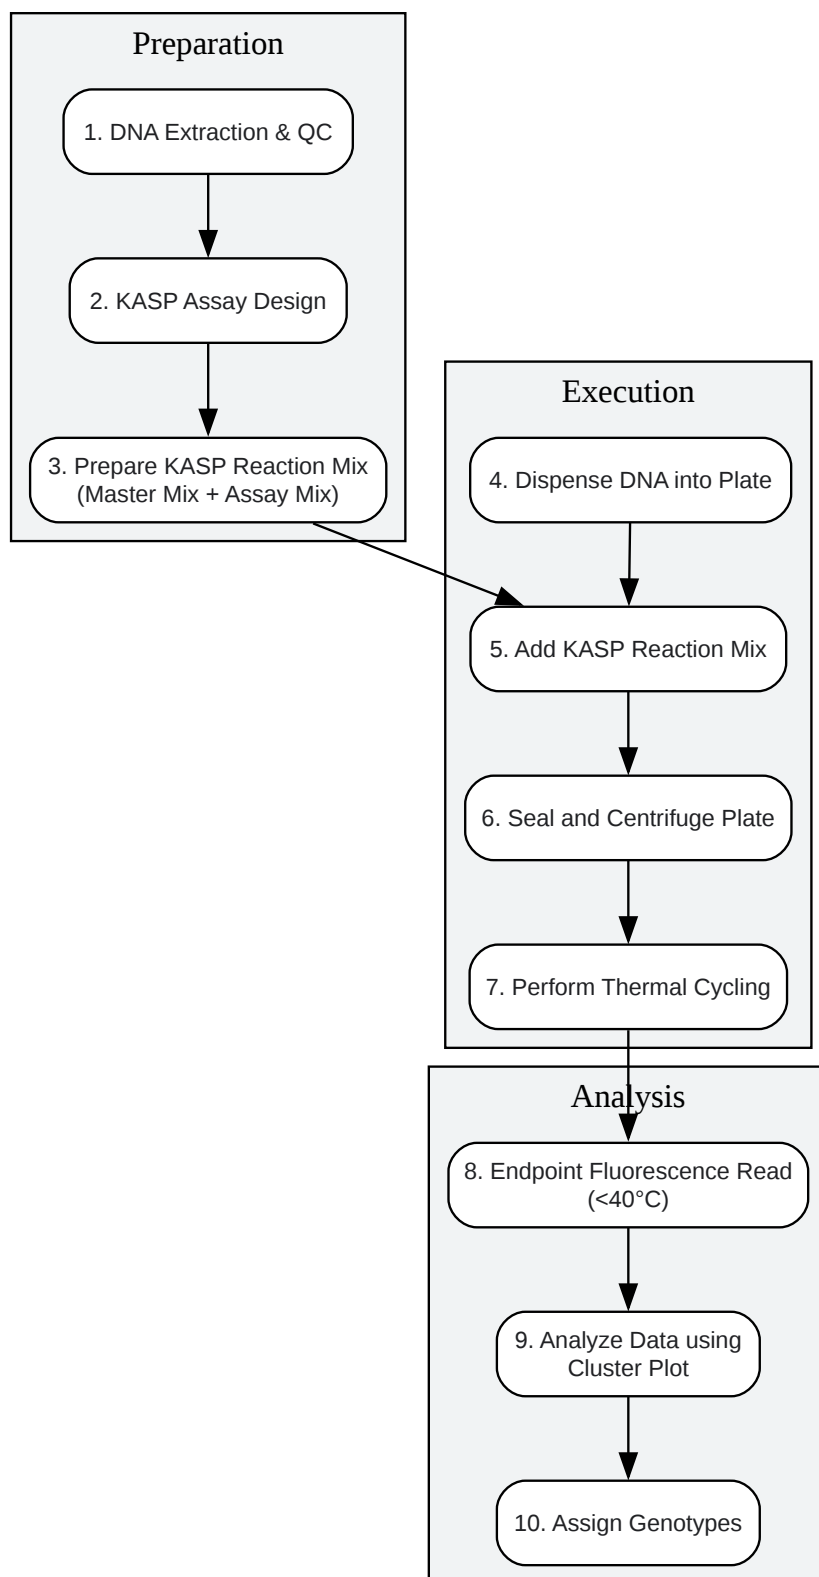 Preparation
1. DNA Extraction & QC
2. KASP Assay Design
3. Prepare KASP Reaction Mix
(Master Mix + Assay Mix)
Execution
4. Dispense DNA into Plate
5. Add KASP Reaction Mix
6. Seal and Centrifuge Plate
7. Perform Thermal Cycling
Analysis
8. Endpoint Fluorescence Read
(<40°C)
9. Analyze Data using
Cluster Plot
10. Assign Genotypes